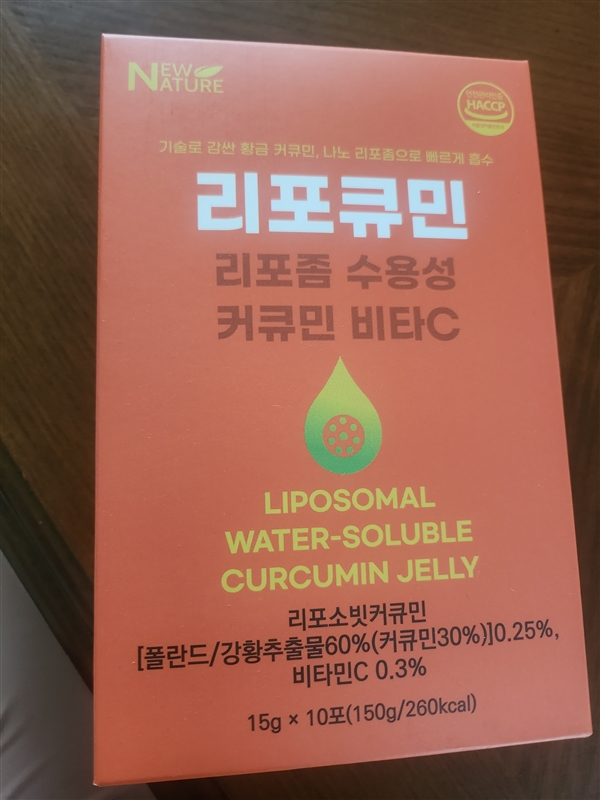 NEW
NATURE
HACCP
기술로 감싼 황금 커큐민, 나노 리포좀으로 빠르게 흡수
리포큐민
리포좀 수용성
커큐민 비타C
LIPOSOMAL
WATER-SOLUBLE
CURCUMIN JELLY
리포소빗커큐민
[폴란드/강황추출물60%(커큐민30%)]0.25%,
비타민C 0.3%
15g × 10포(150g/260kcal)